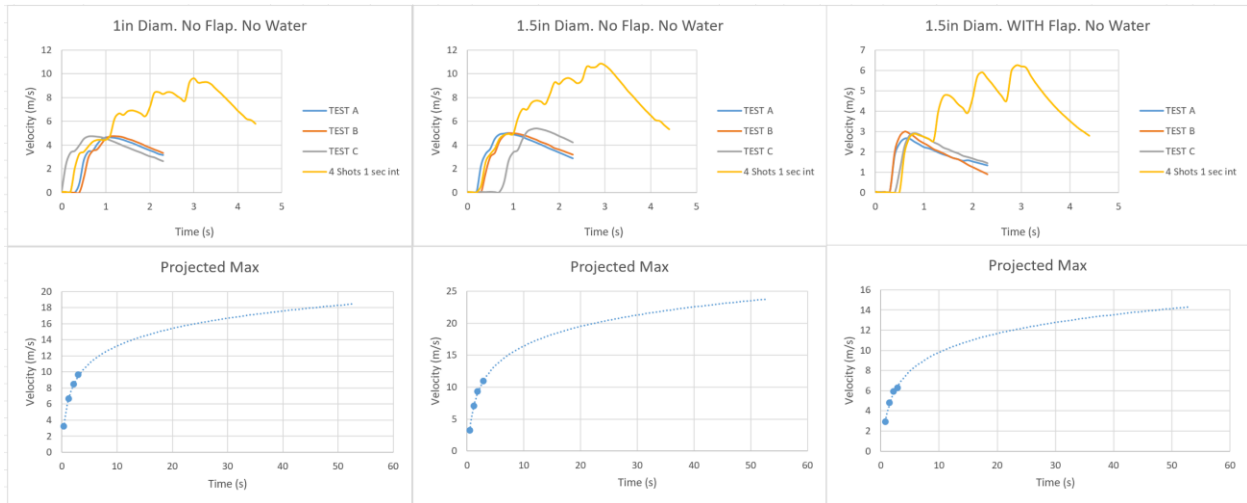 1in Diam. No Flap. No Water
12
10
8
6
4
2
0
Velocity (m/s)
0 1 2 3 4 5
Time (s)
TEST A
TEST B
TEST C
4 Shots 1 sec int
1.5in Diam. No Flap. No Water
12
10
8
6
4
2
0
Velocity (m/s)
0 1 2 3 4 5
Time (s)
TEST A
TEST B
TEST C
4 Shots 1 sec int
1.5in Diam. WITH Flap. No Water
7
6
5
4
3
2
1
0
Velocity (m/s)
0 1 2 3 4 5
Time (s)
TEST A
TEST B
TEST C
4 Shots 1 sec int
Projected Max
20
18
16
14
12
10
8
6
4
2
0
Velocity (m/s)
0 10 20 30 40 50 60
Time (s)
Projected Max
25
20
15
10
5
0
Velocity (m/s)
0 10 20 30 40 50 60
Time (s)
Projected Max
16
14
12
10
8
6
4
2
0
Velocity (m/s)
0 10 20 30 40 50 60
Time (s)